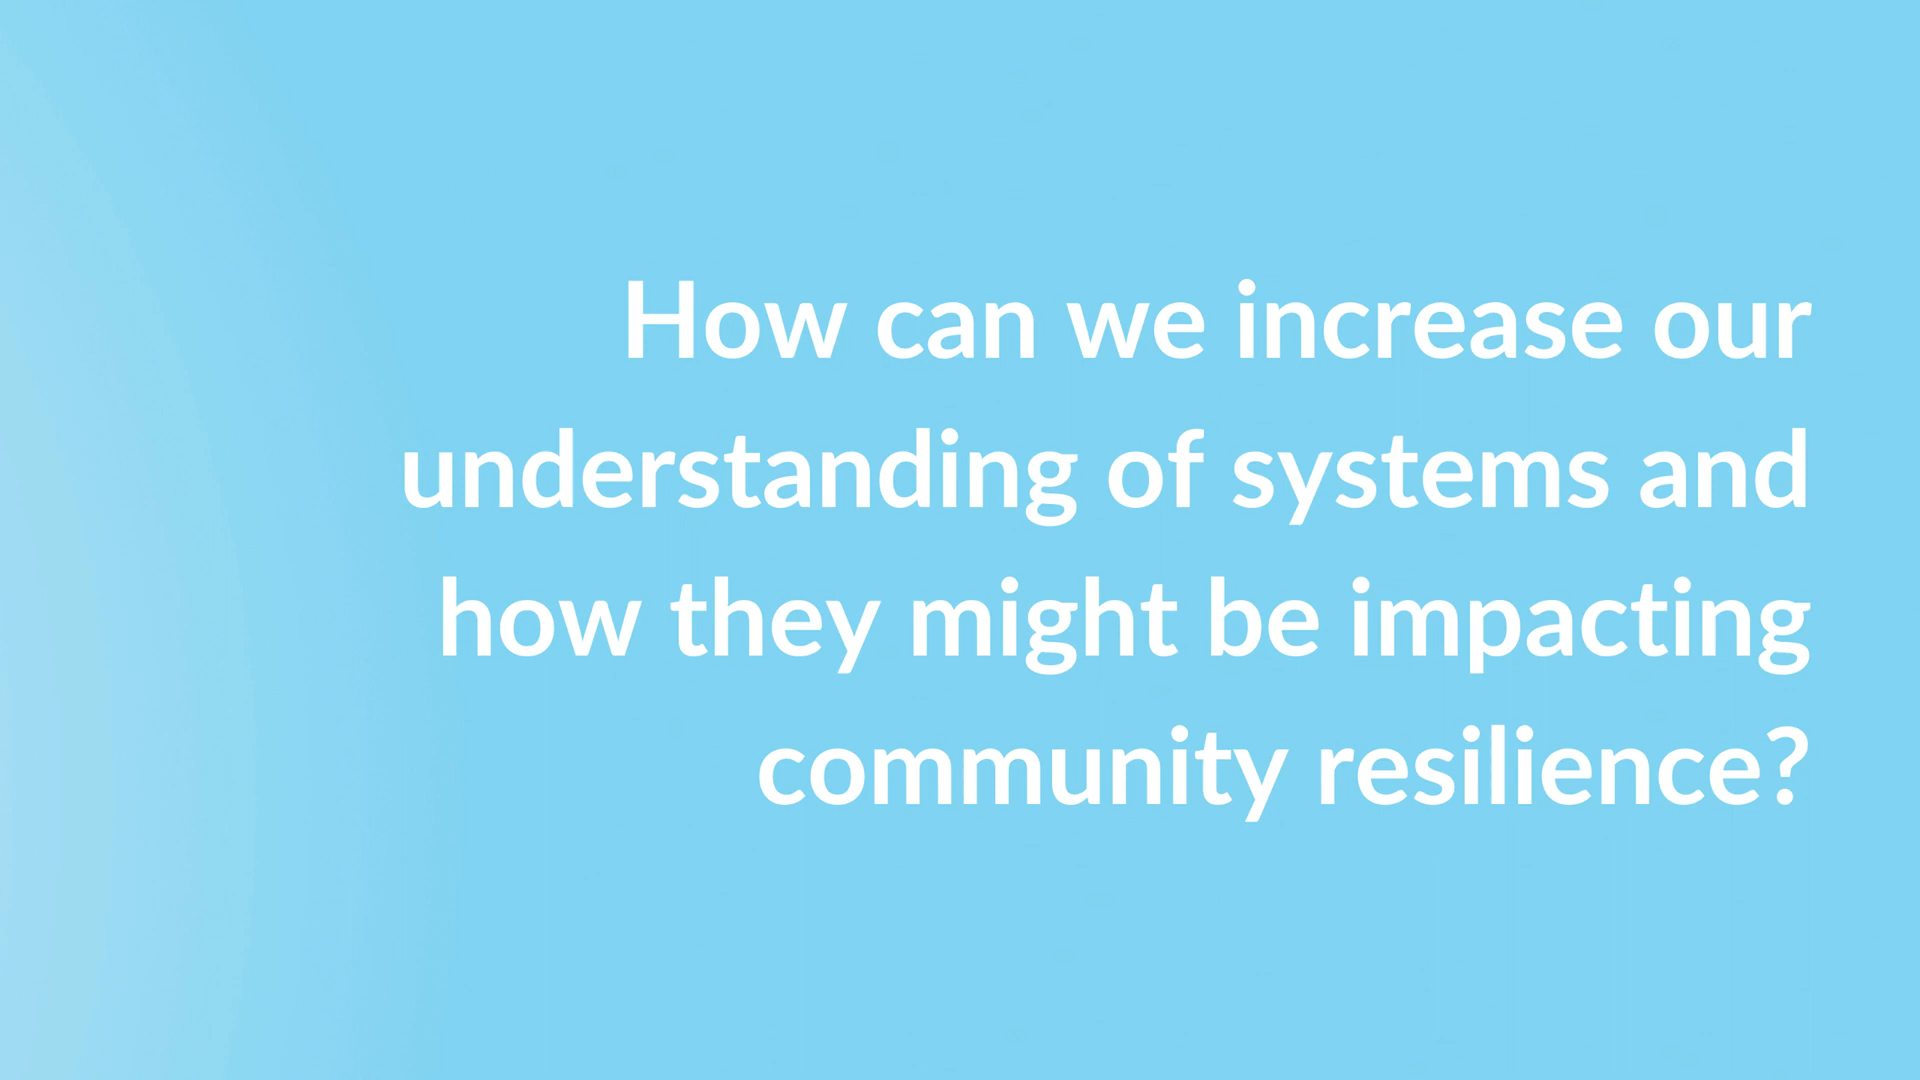 How can we increase our
understanding of systems and
how they might be impacting
community resilience?